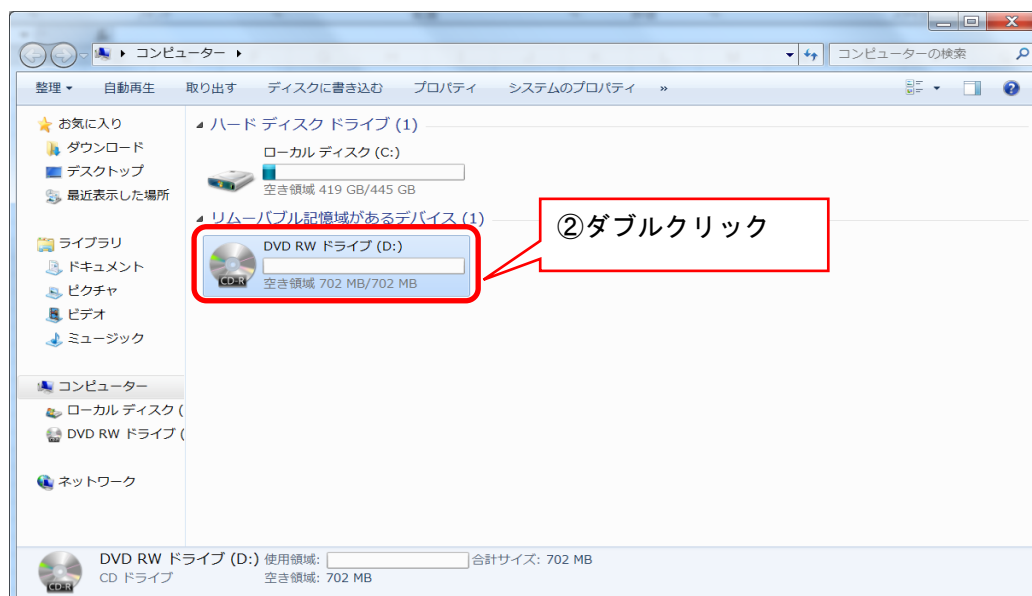 コンピューター
コンピューターの検索
整理 自動再生 取り出す ディスクに書き込む プロパティ システムのプロパティ »
お気に入り
ダウンロード
デスクトップ
最近表示した場所
ライブラリ
ドキュメント
ピクチャ
ビデオ
ミュージック
コンピューター
ローカル ディスク (
DVD RW ドライブ (
ネットワーク
ハード ディスク ドライブ (1)
ローカル ディスク (C:)
空き領域 419 GB/445 GB
リムーバブル記憶域があるデバイス (1)
DVD RW ドライブ (D:)
CD-R
空き領域 702 MB/702 MB
②ダブルクリック
DVD RW ドライブ (D:) 使用領域: 合計サイズ: 702 MB
CD ドライブ 空き領域: 702 MB
CD-R